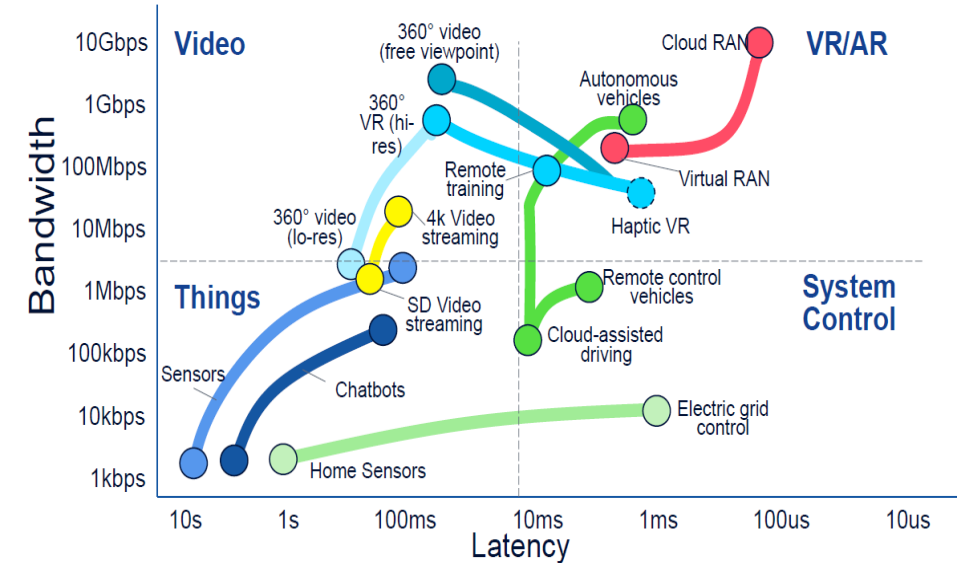 Video
VR/AR
Things
System
Control
Bandwidth
10Gbps
1Gbps
100Mbps
10Mbps
1Mbps
100kbps
10kbps
1kbps
360° video
(free viewpoint)
360°
VR (hi-
res)
360° video
(lo-res)
4k Video
streaming
SD Video
streaming
Sensors
Chatbots
Home Sensors
Remote
training
Autonomous
vehicles
Cloud RAN
Virtual RAN
Haptic VR
Remote control
vehicles
Cloud-assisted
driving
Electric grid
control
10s
1s
100ms
10ms
1ms
100us
10us
Latency